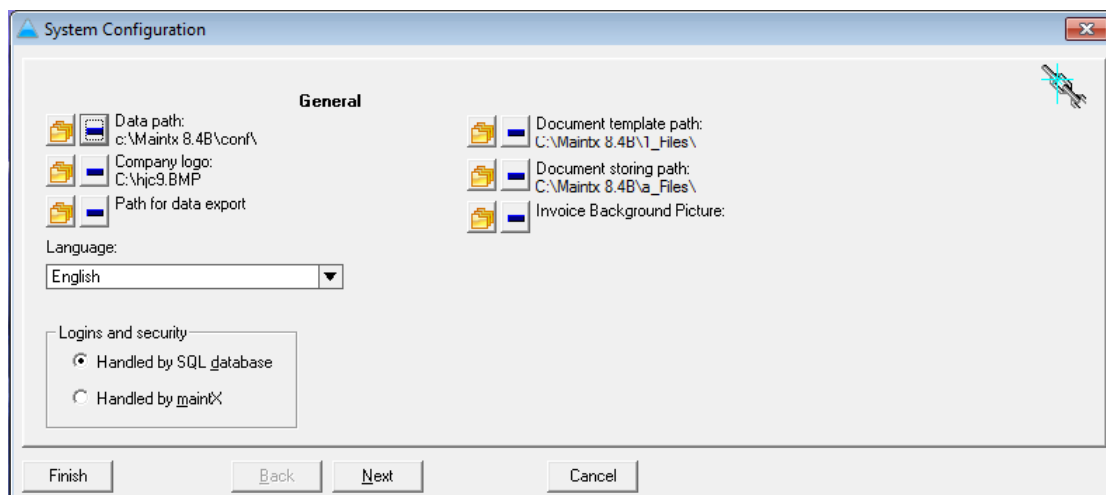 System Configuration
General
Data path:
c:\Maintx 8.4B\conf\
Company logo:
C:\hjc9.BMP
Path for data export
Document template path:
C:\Maintx 8.4B\1_Files\
Document storing path:
C:\Maintx 8.4B\a_Files\
Invoice Background Picture:
Language:
English
Logins and security
Handled by SQL database
Handled by maintX
Finish
Back
Next
Cancel